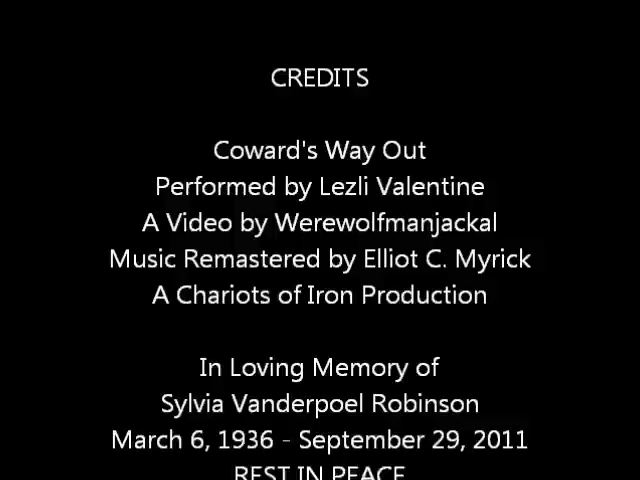 CREDITS
Coward's Way Out
Performed by Lezli Valentine
A Video by Werewolfmanjackal
Music Remastered by Elliot C. Myrick
A Chariots of Iron Production
In Loving Memory of
Sylvia Vanderpoel Robinson
March 6, 1936 - September 29, 2011
REST IN PEACE